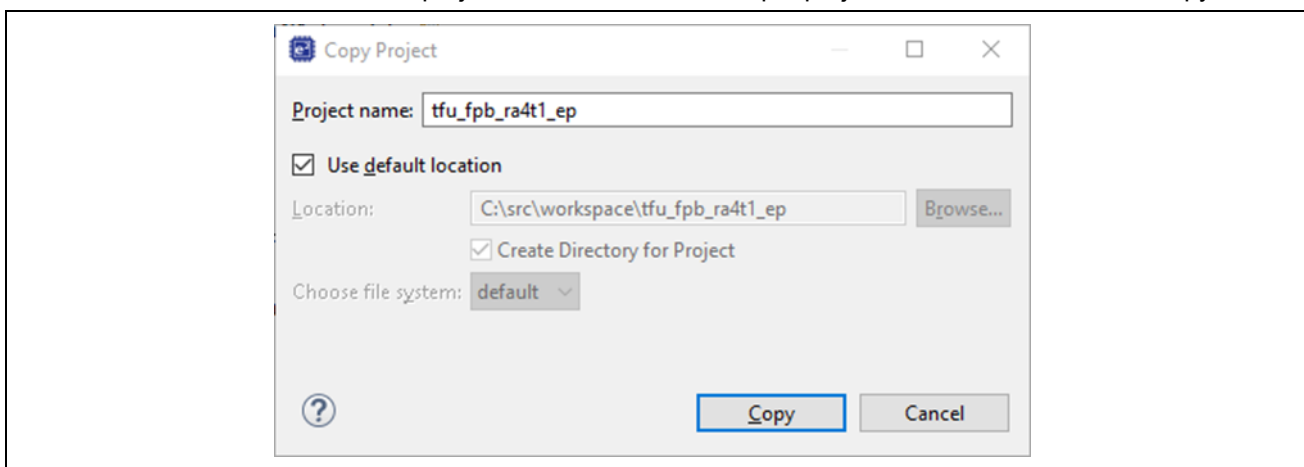 Copy Project
Project name: tfu_fpb_ra4t1_ep
Use default location
Location: C:\src\workspace\tfu_fpb_ra4t1_ep Browse...
Create Directory for Project
Choose file system: default
? Copy Cancel